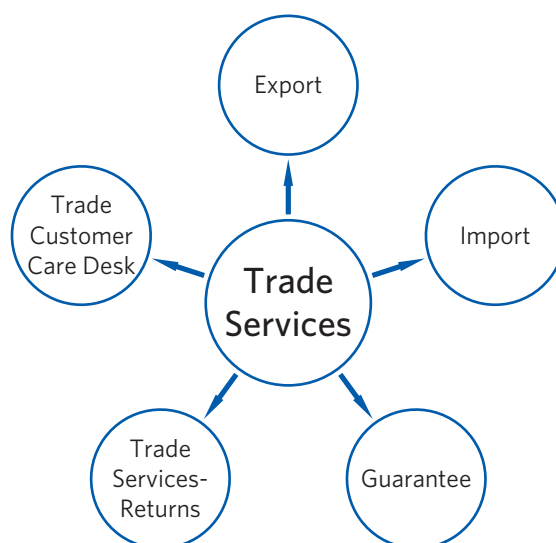 Export
Trade
Customer
Care Desk
Import
Trade
Services
Trade
Services-
Returns
Guarantee